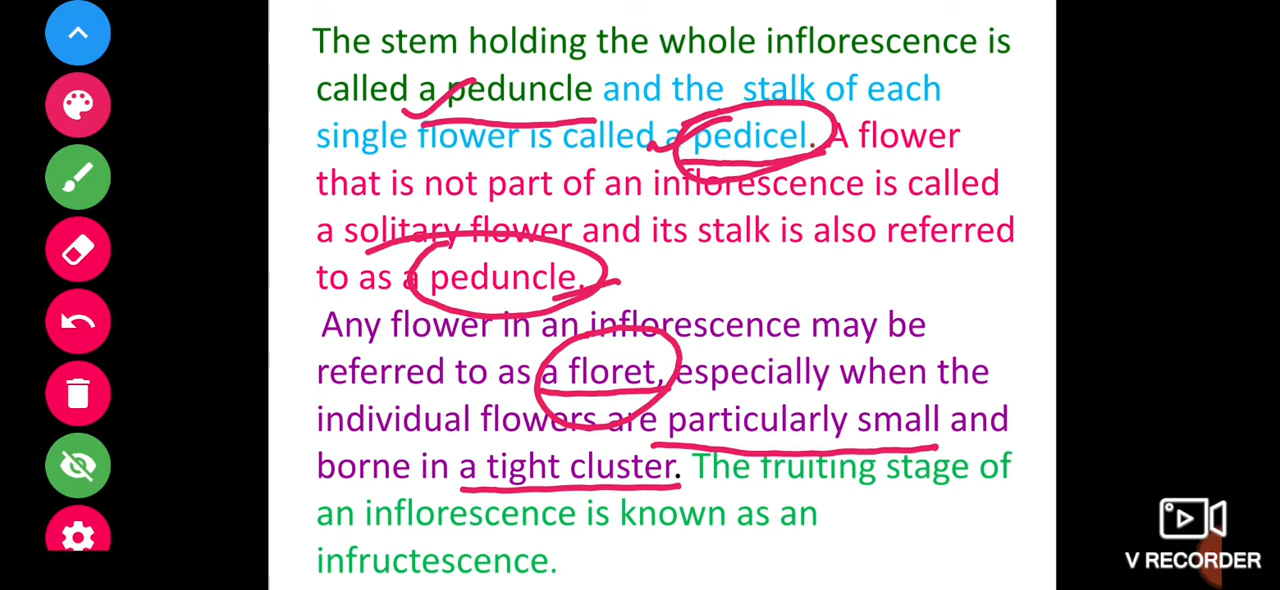 The stem holding the whole inflorescence is
called a peduncle and the stalk of each
single flower is called a pedicel. A flower
that is not part of an inflorescence is called
a solitary flower and its stalk is also referred
to as a peduncle.
Any flower in an inflorescence may be
referred to as a floret, especially when the
individual flowers are particularly small and
borne in a tight cluster. The fruiting stage of
an inflorescence is known as an
infructescence.
V RECORDER